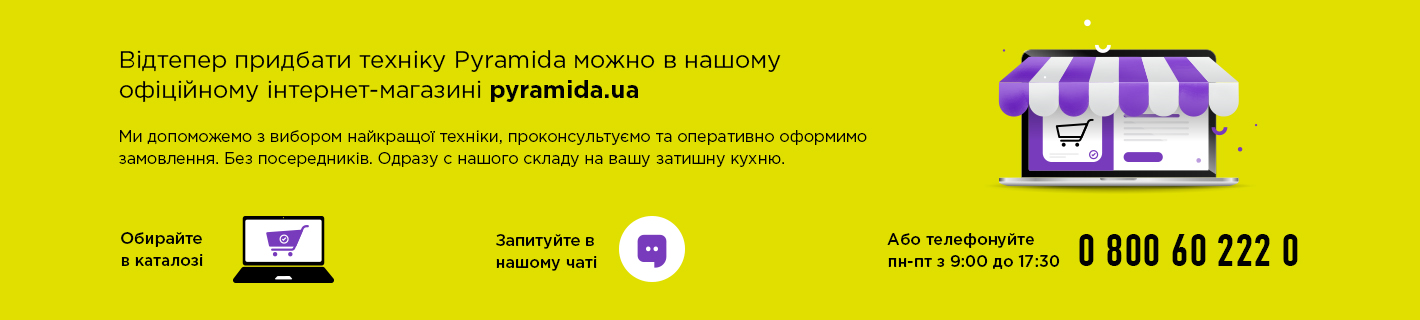 Відтепер придбати техніку Pyramida можно в нашому
офіційному інтернет-магазині pyramida.ua
Ми допоможемо з вибором найкращої техніки, проконсультуємо та оперативно оформимо
замовлення. Без посередників. Одразу с нашого складу на вашу затишну кухню.
Обирайте
в каталозі
Запитуйте в
нашому чаті
Або телефонуйте
пн-пт з 9:00 до 17:30
0 800 60 222 0